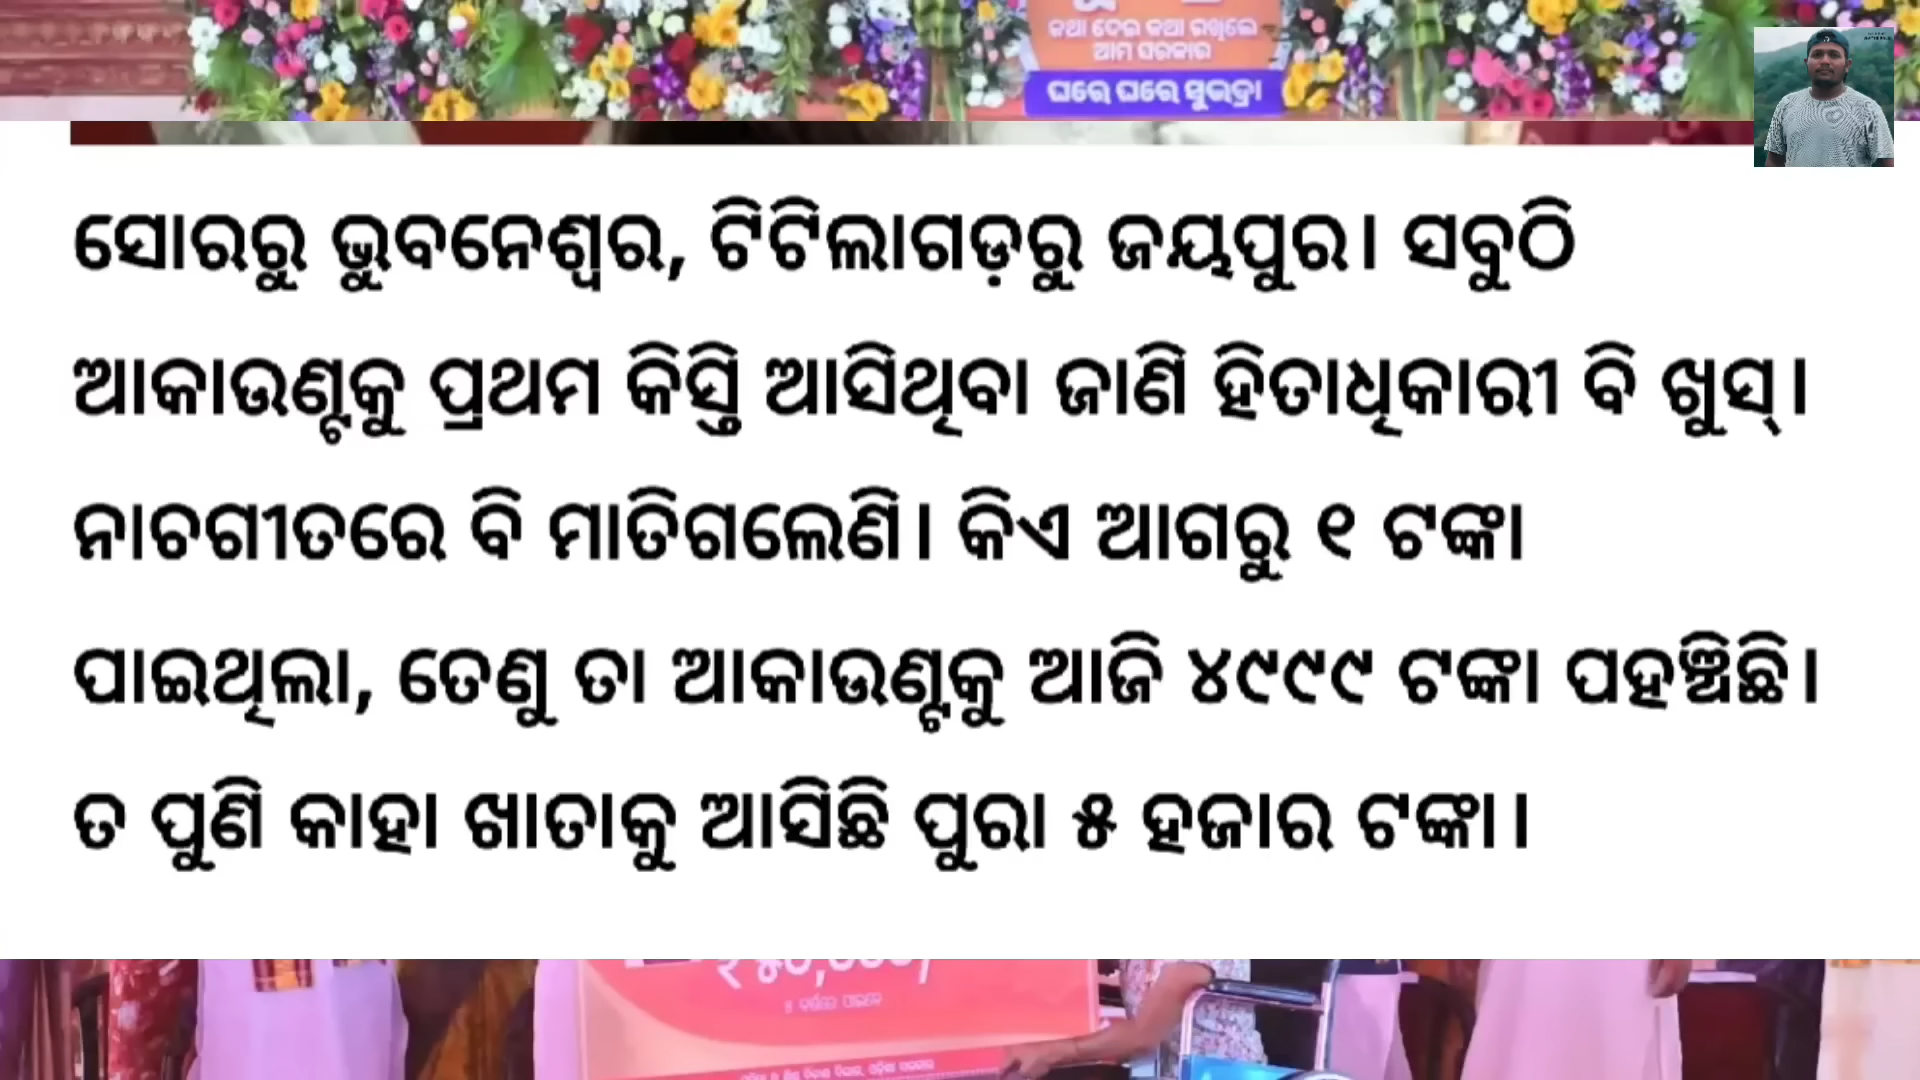 କଥା ଦେଇ କଥା ରଖିଲେ
ଆମ ସରକାର
ଘରେ ଘରେ ସୁଭଦ୍ରା
ସୋରରୁ ଭୁବନେଶ୍ୱର, ଟିଟିଲାଗଡ଼ରୁ ଜୟପୁର। ସବୁଠି
ଆକାଉଣ୍ଟକୁ ପ୍ରଥମ କିସ୍ତି ଆସିଥିବା ଜାଣି ହିତାଧିକାରୀ ବି ଖୁସ୍।
ନାଚଗୀତରେ ବି ମାତିଗଲେଣି। କିଏ ଆଗରୁ ୧ ଟଙ୍କା
ପାଇଥିଲା, ତେଣୁ ତା ଆକାଉଣ୍ଟକୁ ଆଜି ୪୯୯୯ ଟଙ୍କା ପହଞ୍ଚିଛି।
ତ ପୁଣି କାହା ଖାତାକୁ ଆସିଛି ପୁରା ୫ ହଜାର ଟଙ୍କା।